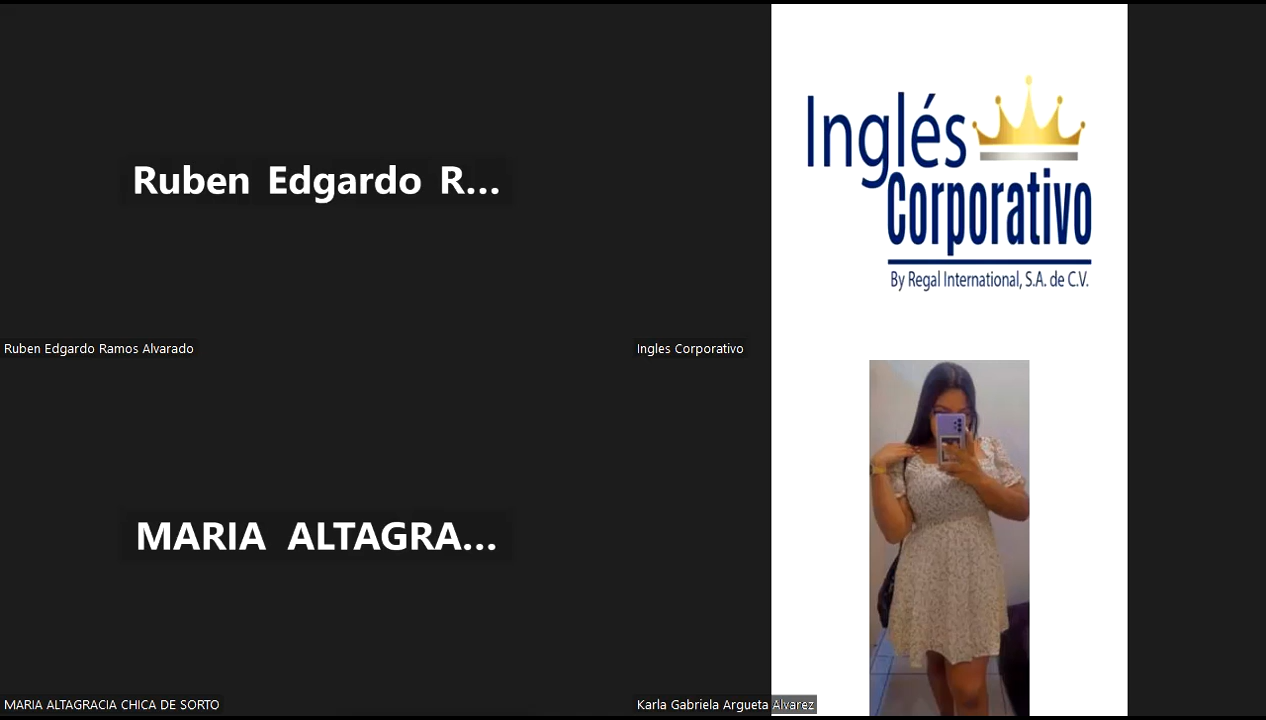 Ruben Edgardo R...
Ruben Edgardo Ramos Alvarado
Inglés
Corporativo
By Regal International, S.A. de C.V.
Ingles Corporativo
MARIA ALTAGRA...
MARIA ALTAGRACIA CHICA DE SORTO
Karla Gabriela Argueta Alvarez